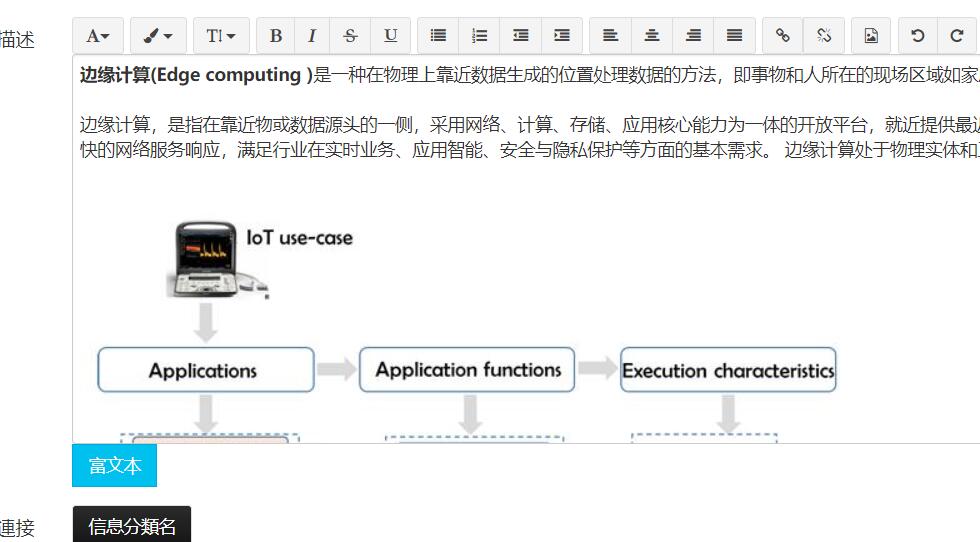 描述
A T! B I S U
边缘计算(Edge computing )是一种在物理上靠近数据生成的位置处理数据的方法，即事物和人所在的现场区域如家
边缘计算，是指在靠近物或数据源头的一侧，采用网络、计算、存储、应用核心能力为一体的开放平台，就近提供最近
快的网络服务响应，满足行业在实时业务、应用智能、安全与隐私保护等方面的基本需求。 边缘计算处于物理实体和
IoT use-case
Applications
Application functions
Execution characteristics
富文本
連接
信息分類名